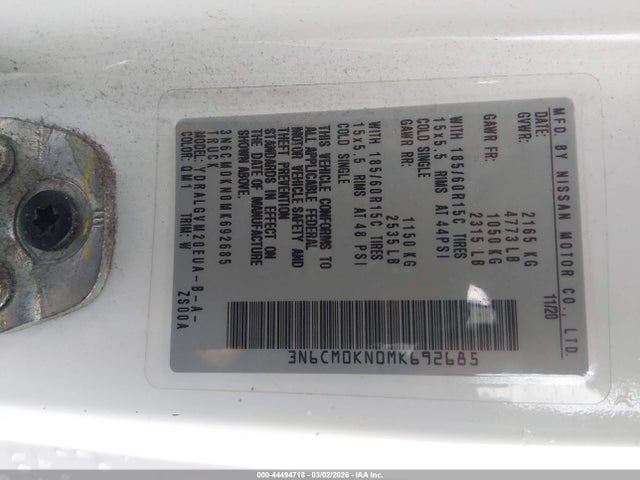 MFD. BY NISSAN MOTOR CO., LTD.
11/20
GVWR: 2165 KG
4773 LB
GAWR FR: 1050 KG
2315 LB
WITH 185/60R15C TIRES
15x5.5 RIMS AT 44PSI
COLD SINGLE
GAWR RR: 1150 KG
2535 LB
WITH 185/60R15C TIRES
15x5.5 RIMS AT 48 PSI
COLD SINGLE
THIS VEHICLE CONFORMS TO
ALL APPLICABLE FEDERAL
MOTOR VEHICLE SAFETY AND
THEFT PREVENTION
STANDARDS IN EFFECT ON
THE DATE OF MANUFACTURE
SHOWN ABOVE.
3N6CM0KN0MK692685
TRUCK
MODEL: YDRALGVM20EUA-B-A-
COLOR: QM1 TRIM: W ZS00A
3N6CM0KN0MK692685
000-44494718 - 03/02/2026 - IAA Inc.